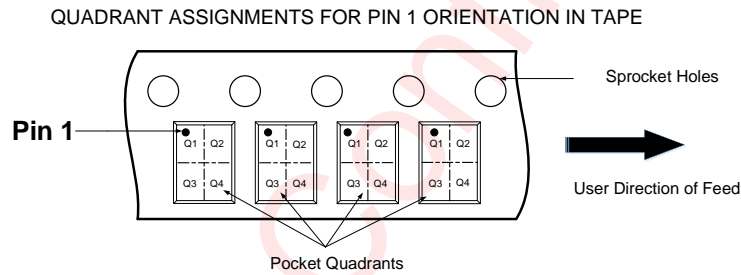 QUADRANT ASSIGNMENTS FOR PIN 1 ORIENTATION IN TAPE
Sprocket Holes
Pin 1
Q1 Q2 Q1 Q2 Q1 Q2 Q1 Q2
Q3 Q4 Q3 Q4 Q3 Q4 Q3 Q4
User Direction of Feed
Pocket Quadrants